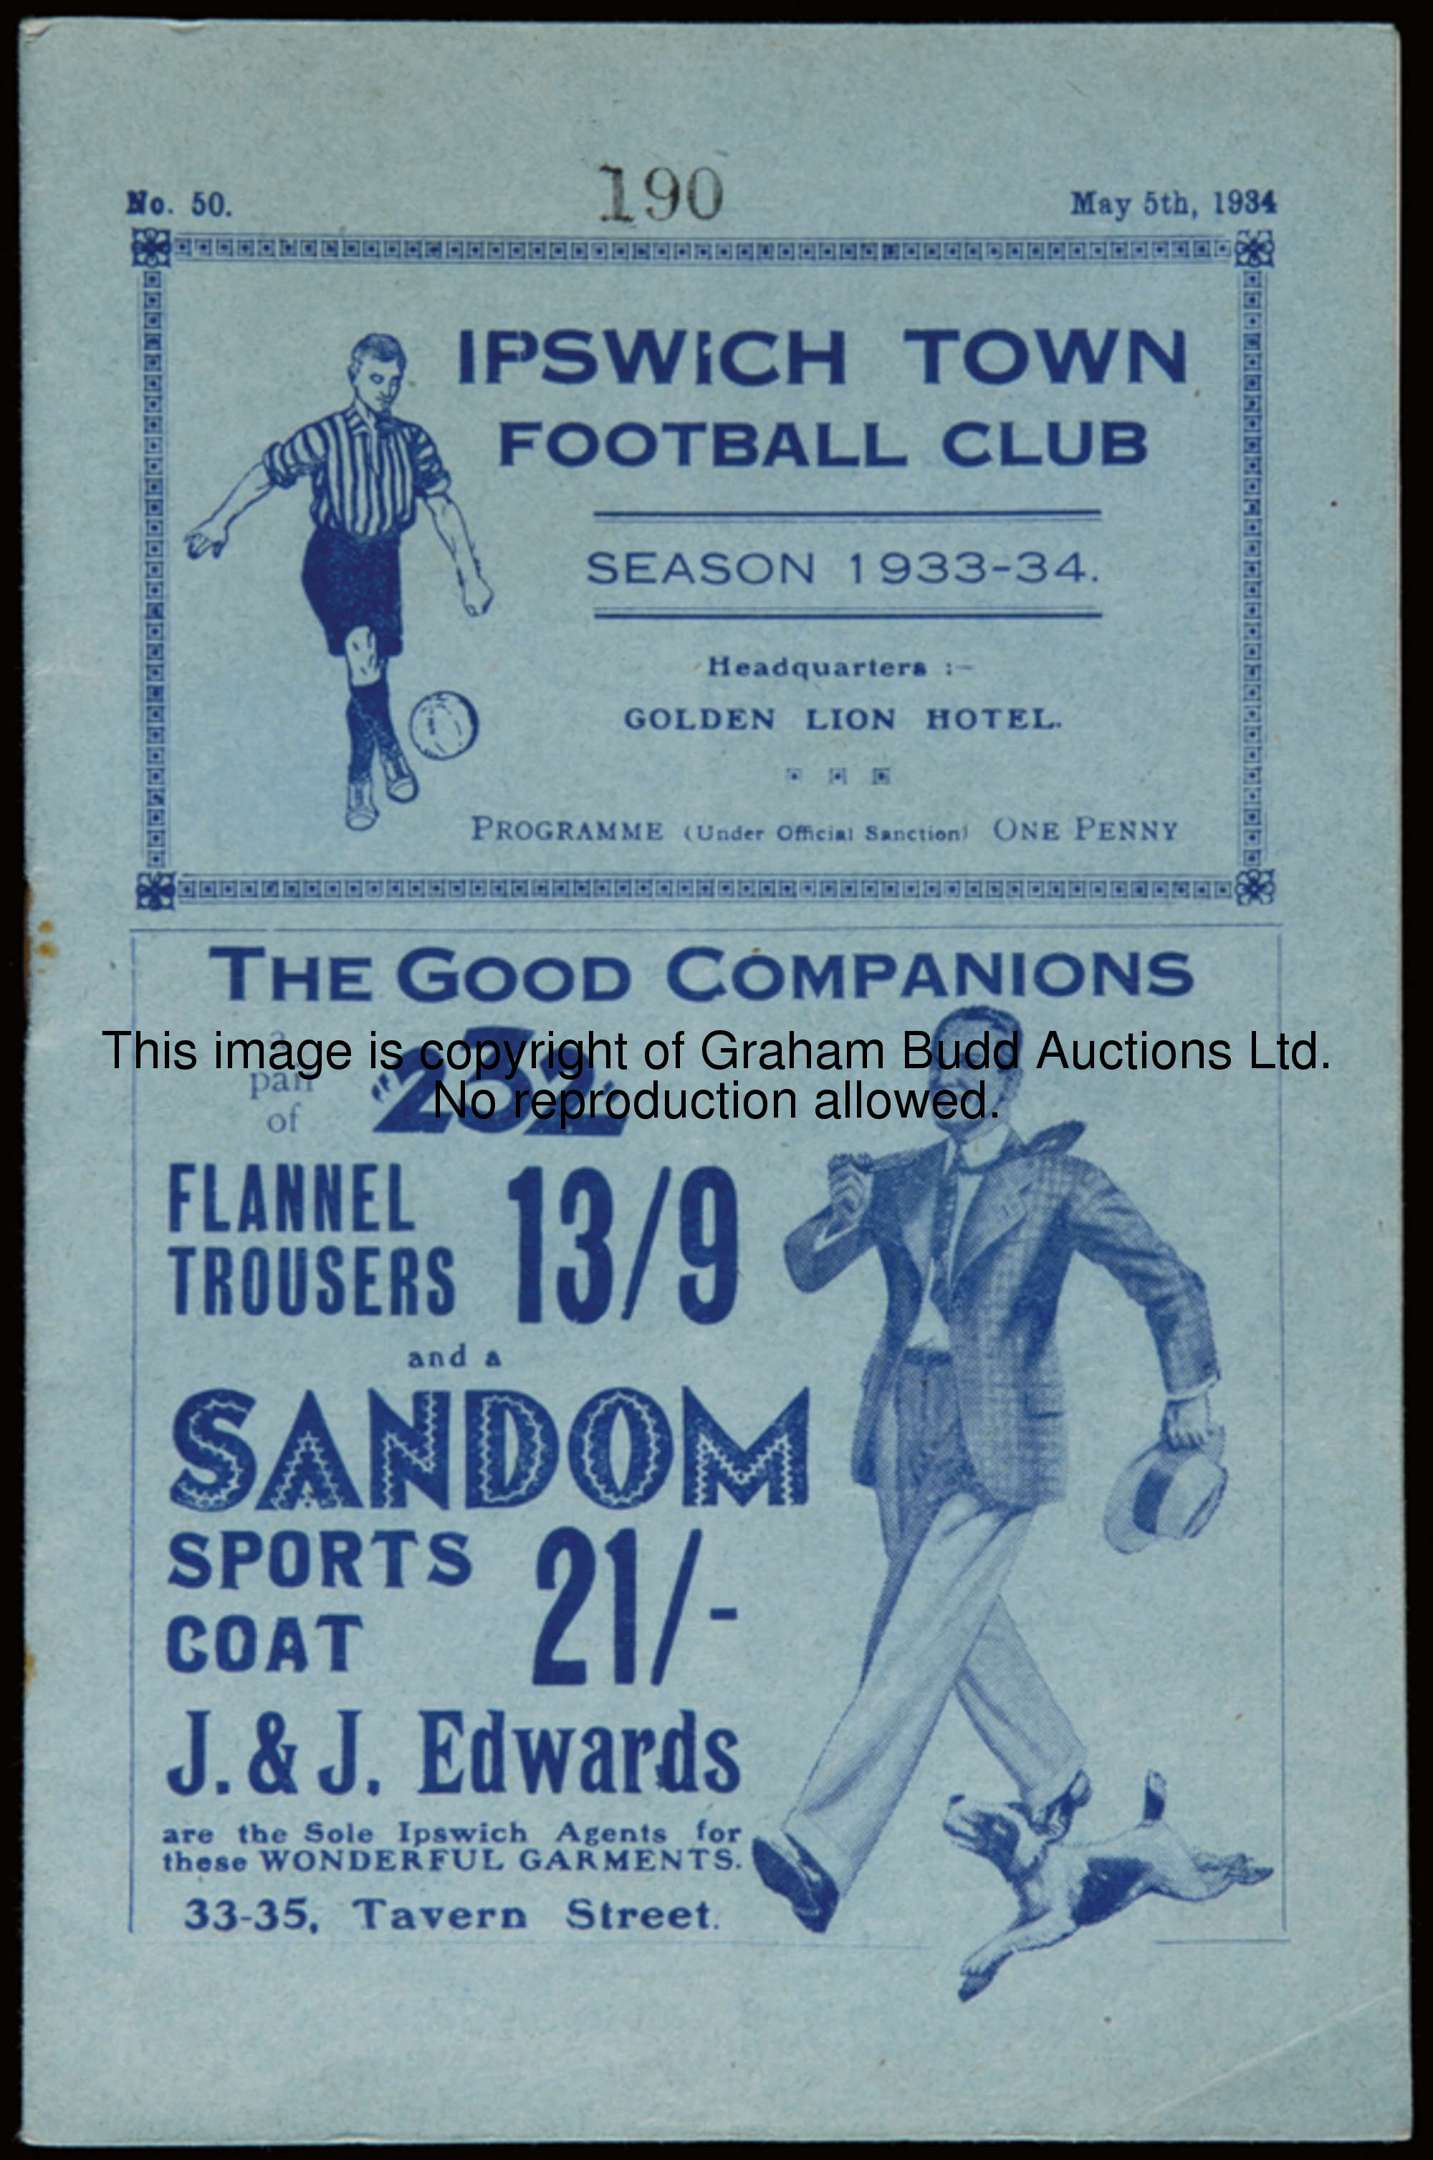 190
No. 50. May 5th, 1934
IPSWICH TOWN
FOOTBALL CLUB
SEASON 1933-34.
Headquarters :-
GOLDEN LION HOTEL.
PROGRAMME (Under Official Sanction) ONE PENNY
THE GOOD COMPANIONS
This image is copyright of Graham Budd Auctions Ltd.
No reproduction allowed.
a
pair
of
"232"
FLANNEL
TROUSERS 13/9
and a
SANDOM
SPORTS
COAT 21/-
J. & J. Edwards
are the Sole Ipswich Agents for
these WONDERFUL GARMENTS.
33-35, Tavern Street.